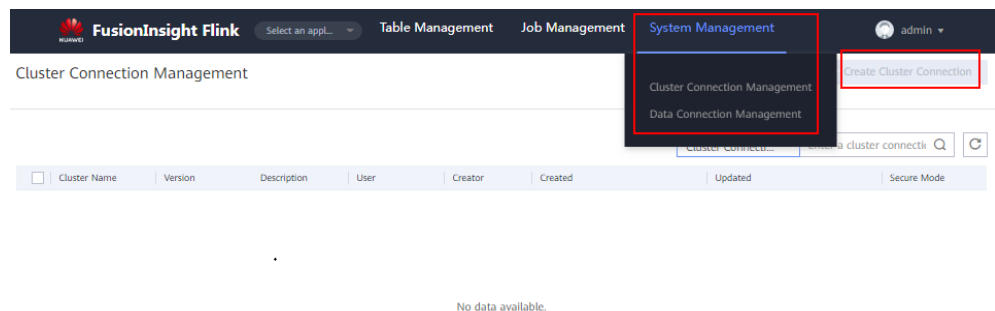 HUAWEI
FusionInsight Flink
Select an appl...
Table Management
Job Management
System Management
admin
Cluster Connection Management
Cluster Connection Management
Data Connection Management
Create Cluster Connection
Cluster Connecti...
Enter a cluster connectic
Cluster Name
Version
Description
User
Creator
Created
Updated
Secure Mode
No data available.